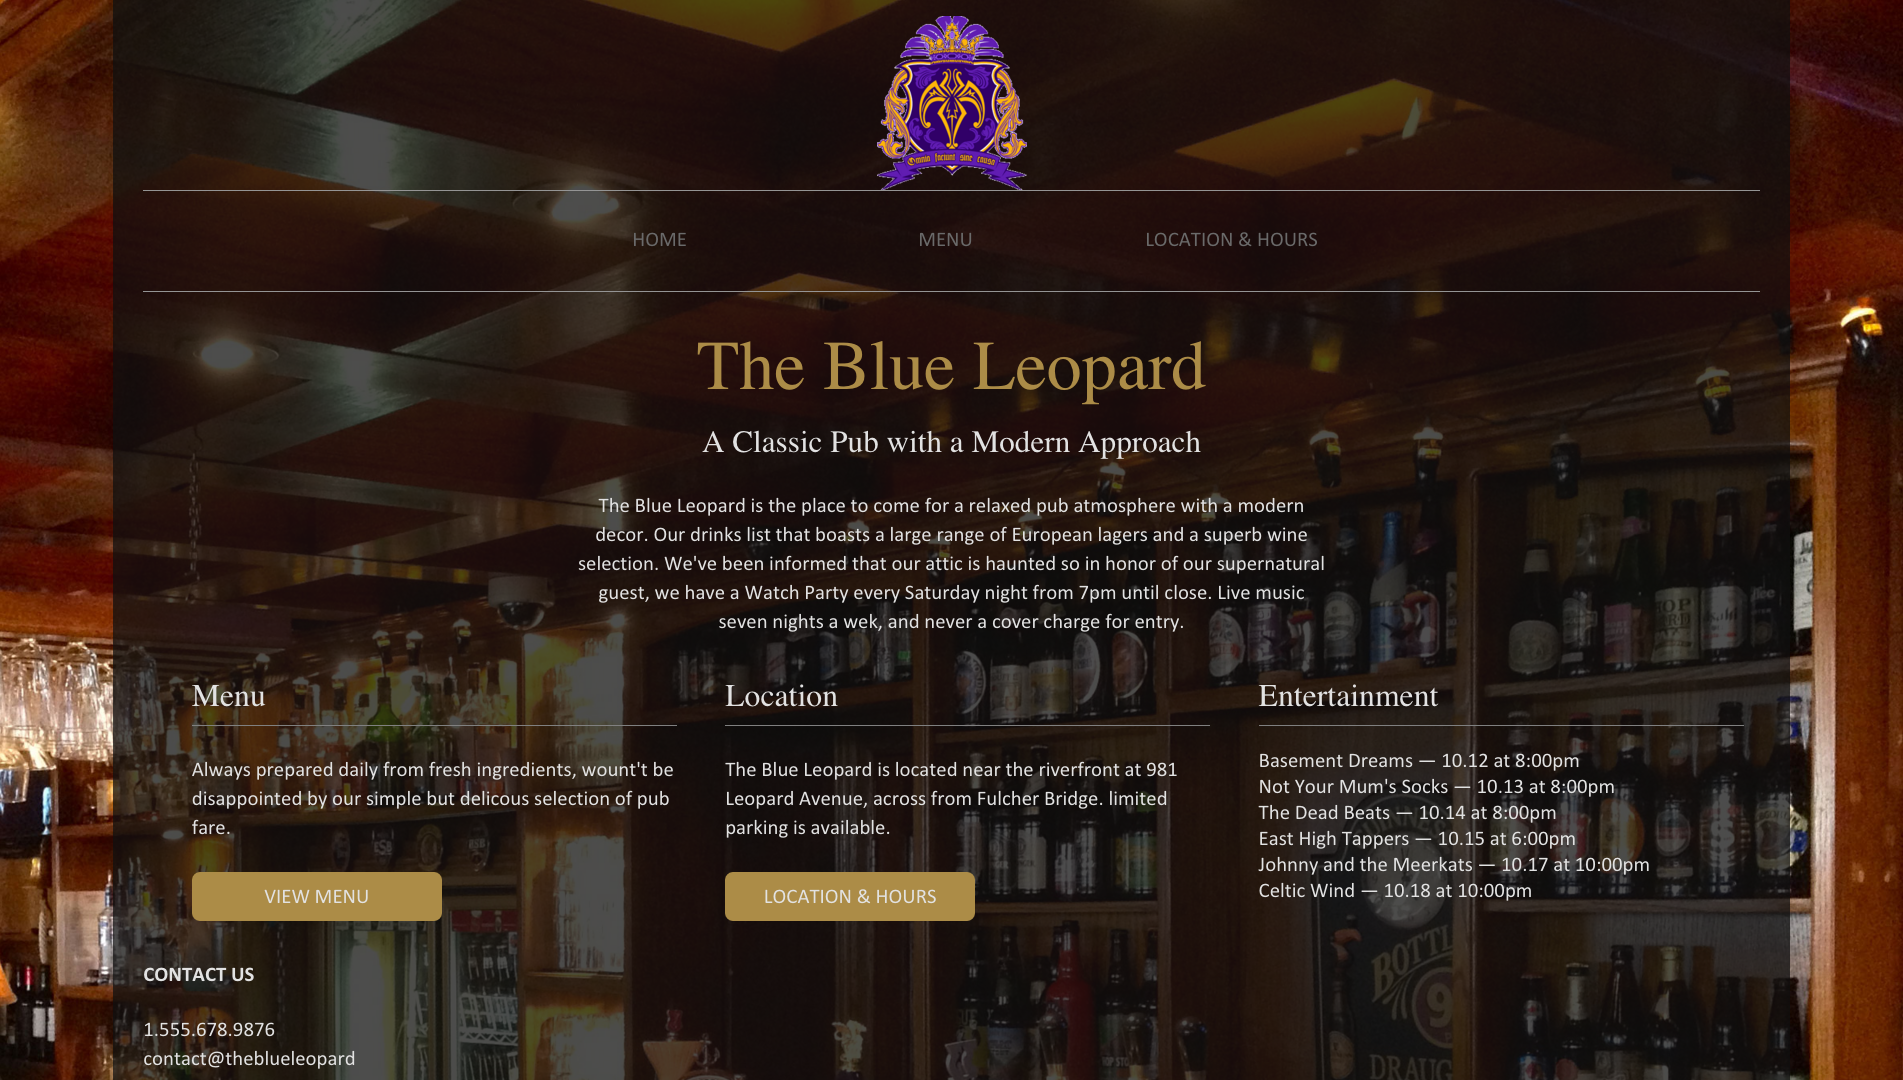 Omnia faciunt sine causa
HOME
MENU
LOCATION & HOURS
The Blue Leopard
A Classic Pub with a Modern Approach
The Blue Leopard is the place to come for a relaxed pub atmosphere with a modern
decor. Our drinks list that boasts a large range of European lagers and a superb wine
selection. We've been informed that our attic is haunted so in honor of our supernatural
guest, we have a Watch Party every Saturday night from 7pm until close. Live music
seven nights a wek, and never a cover charge for entry.
Menu
Always prepared daily from fresh ingredients, wount't be
disappointed by our simple but delicous selection of pub
fare.
VIEW MENU
Location
The Blue Leopard is located near the riverfront at 981
Leopard Avenue, across from Fulcher Bridge. limited
parking is available.
LOCATION & HOURS
Entertainment
Basement Dreams — 10.12 at 8:00pm
Not Your Mum's Socks — 10.13 at 8:00pm
The Dead Beats — 10.14 at 8:00pm
East High Tappers — 10.15 at 6:00pm
Johnny and the Meerkats — 10.17 at 10:00pm
Celtic Wind — 10.18 at 10:00pm
CONTACT US
1.555.678.9876
contact@theblueleopard